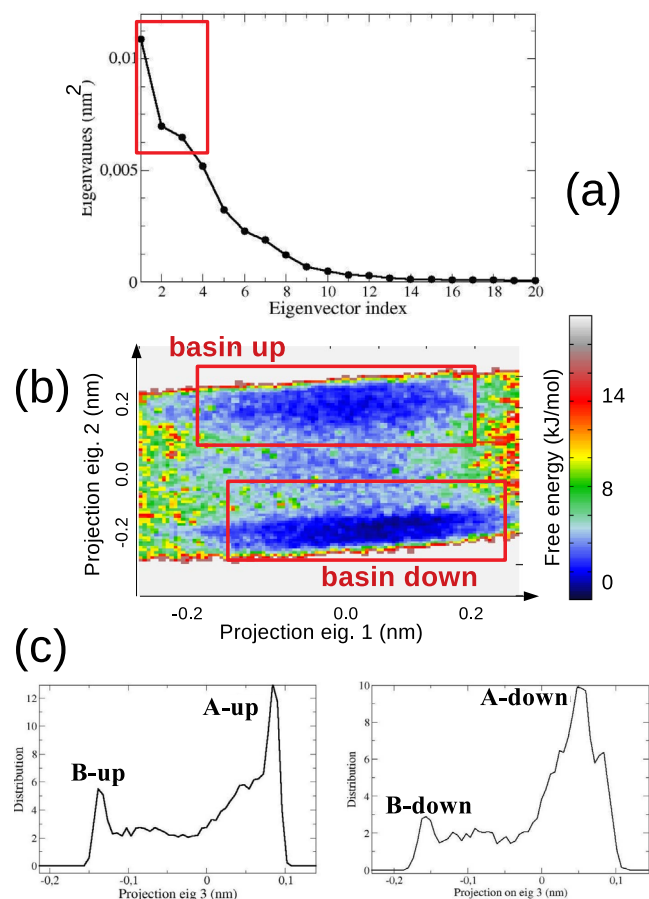 0,01
0,005
0
Eigenvalues (nm2)
2 4 6 8 10 12 14 16 18 20
Eigenvector index
(a)
(b)
basin up
basin down
0.2
0.0
-0.2
Projection eig. 2 (nm)
-0.2 0.0 0.2
Projection eig. 1 (nm)
14
8
0
Free energy (kJ/mol)
(c)
A-up
B-up
12
10
8
6
4
2
0
Distribution
-0,2 -0,1 0 0,1
Projection eig 3 (nm)
A-down
B-down
10
8
6
4
2
0
Distribution
-0,2 -0,1 0 0,1
Projection on eig 3 (nm)